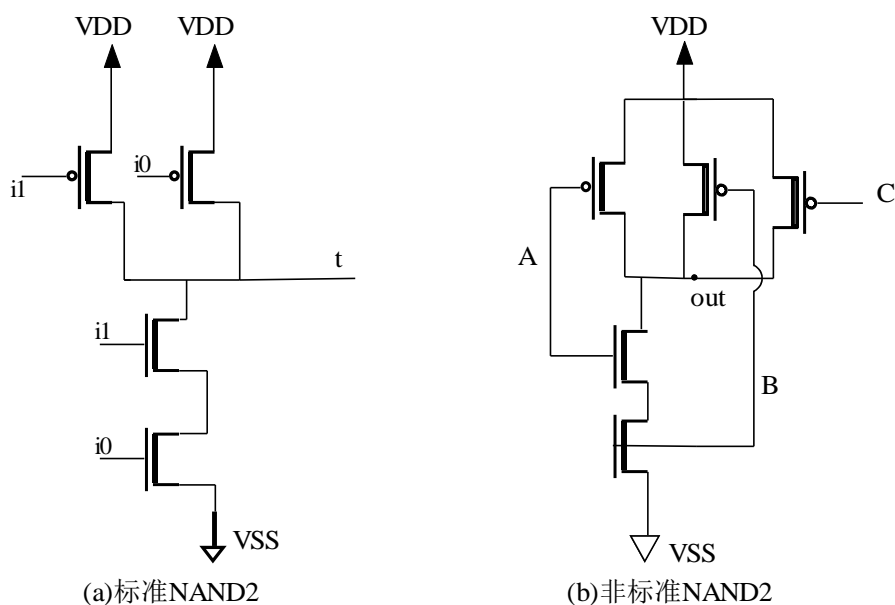 VDD
VDD
i1
i0
t
i1
i0
VSS
(a)标准NAND2
VDD
A
C
out
B
VSS
(b)非标准NAND2